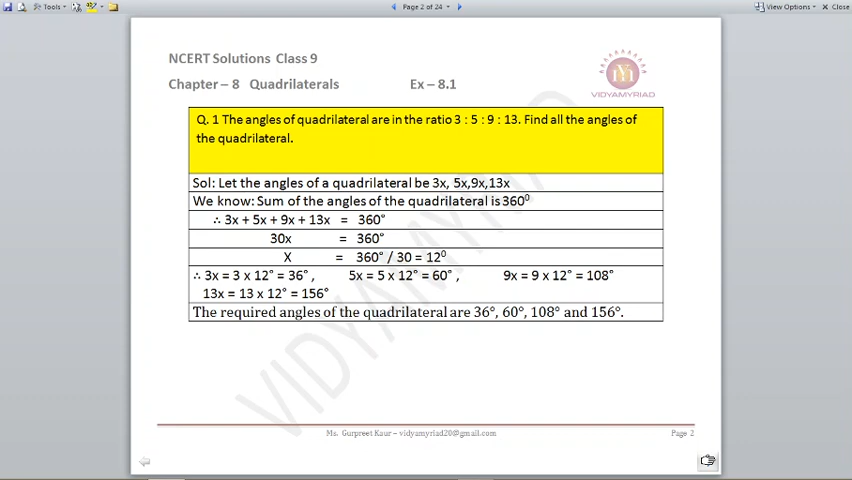 Tools
Page 2 of 24
View Options
Close
NCERT Solutions Class 9
Chapter – 8 Quadrilaterals Ex – 8.1
VIDYAMYRIAD
Q. 1 The angles of quadrilateral are in the ratio 3 : 5 : 9 : 13. Find all the angles of
the quadrilateral.
Sol: Let the angles of a quadrilateral be 3x, 5x,9x,13x
We know: Sum of the angles of the quadrilateral is 360⁰
∴ 3x + 5x + 9x + 13x = 360°
30x = 360°
X = 360° / 30 = 12⁰
∴ 3x = 3 x 12° = 36° , 5x = 5 x 12° = 60° , 9x = 9 x 12° = 108°
13x = 13 x 12° = 156°
The required angles of the quadrilateral are 36°, 60°, 108° and 156°.
VIDYAMYRIAD
Ms. Gurpreet Kaur – vidyamyriad20@gmail.com Page 2